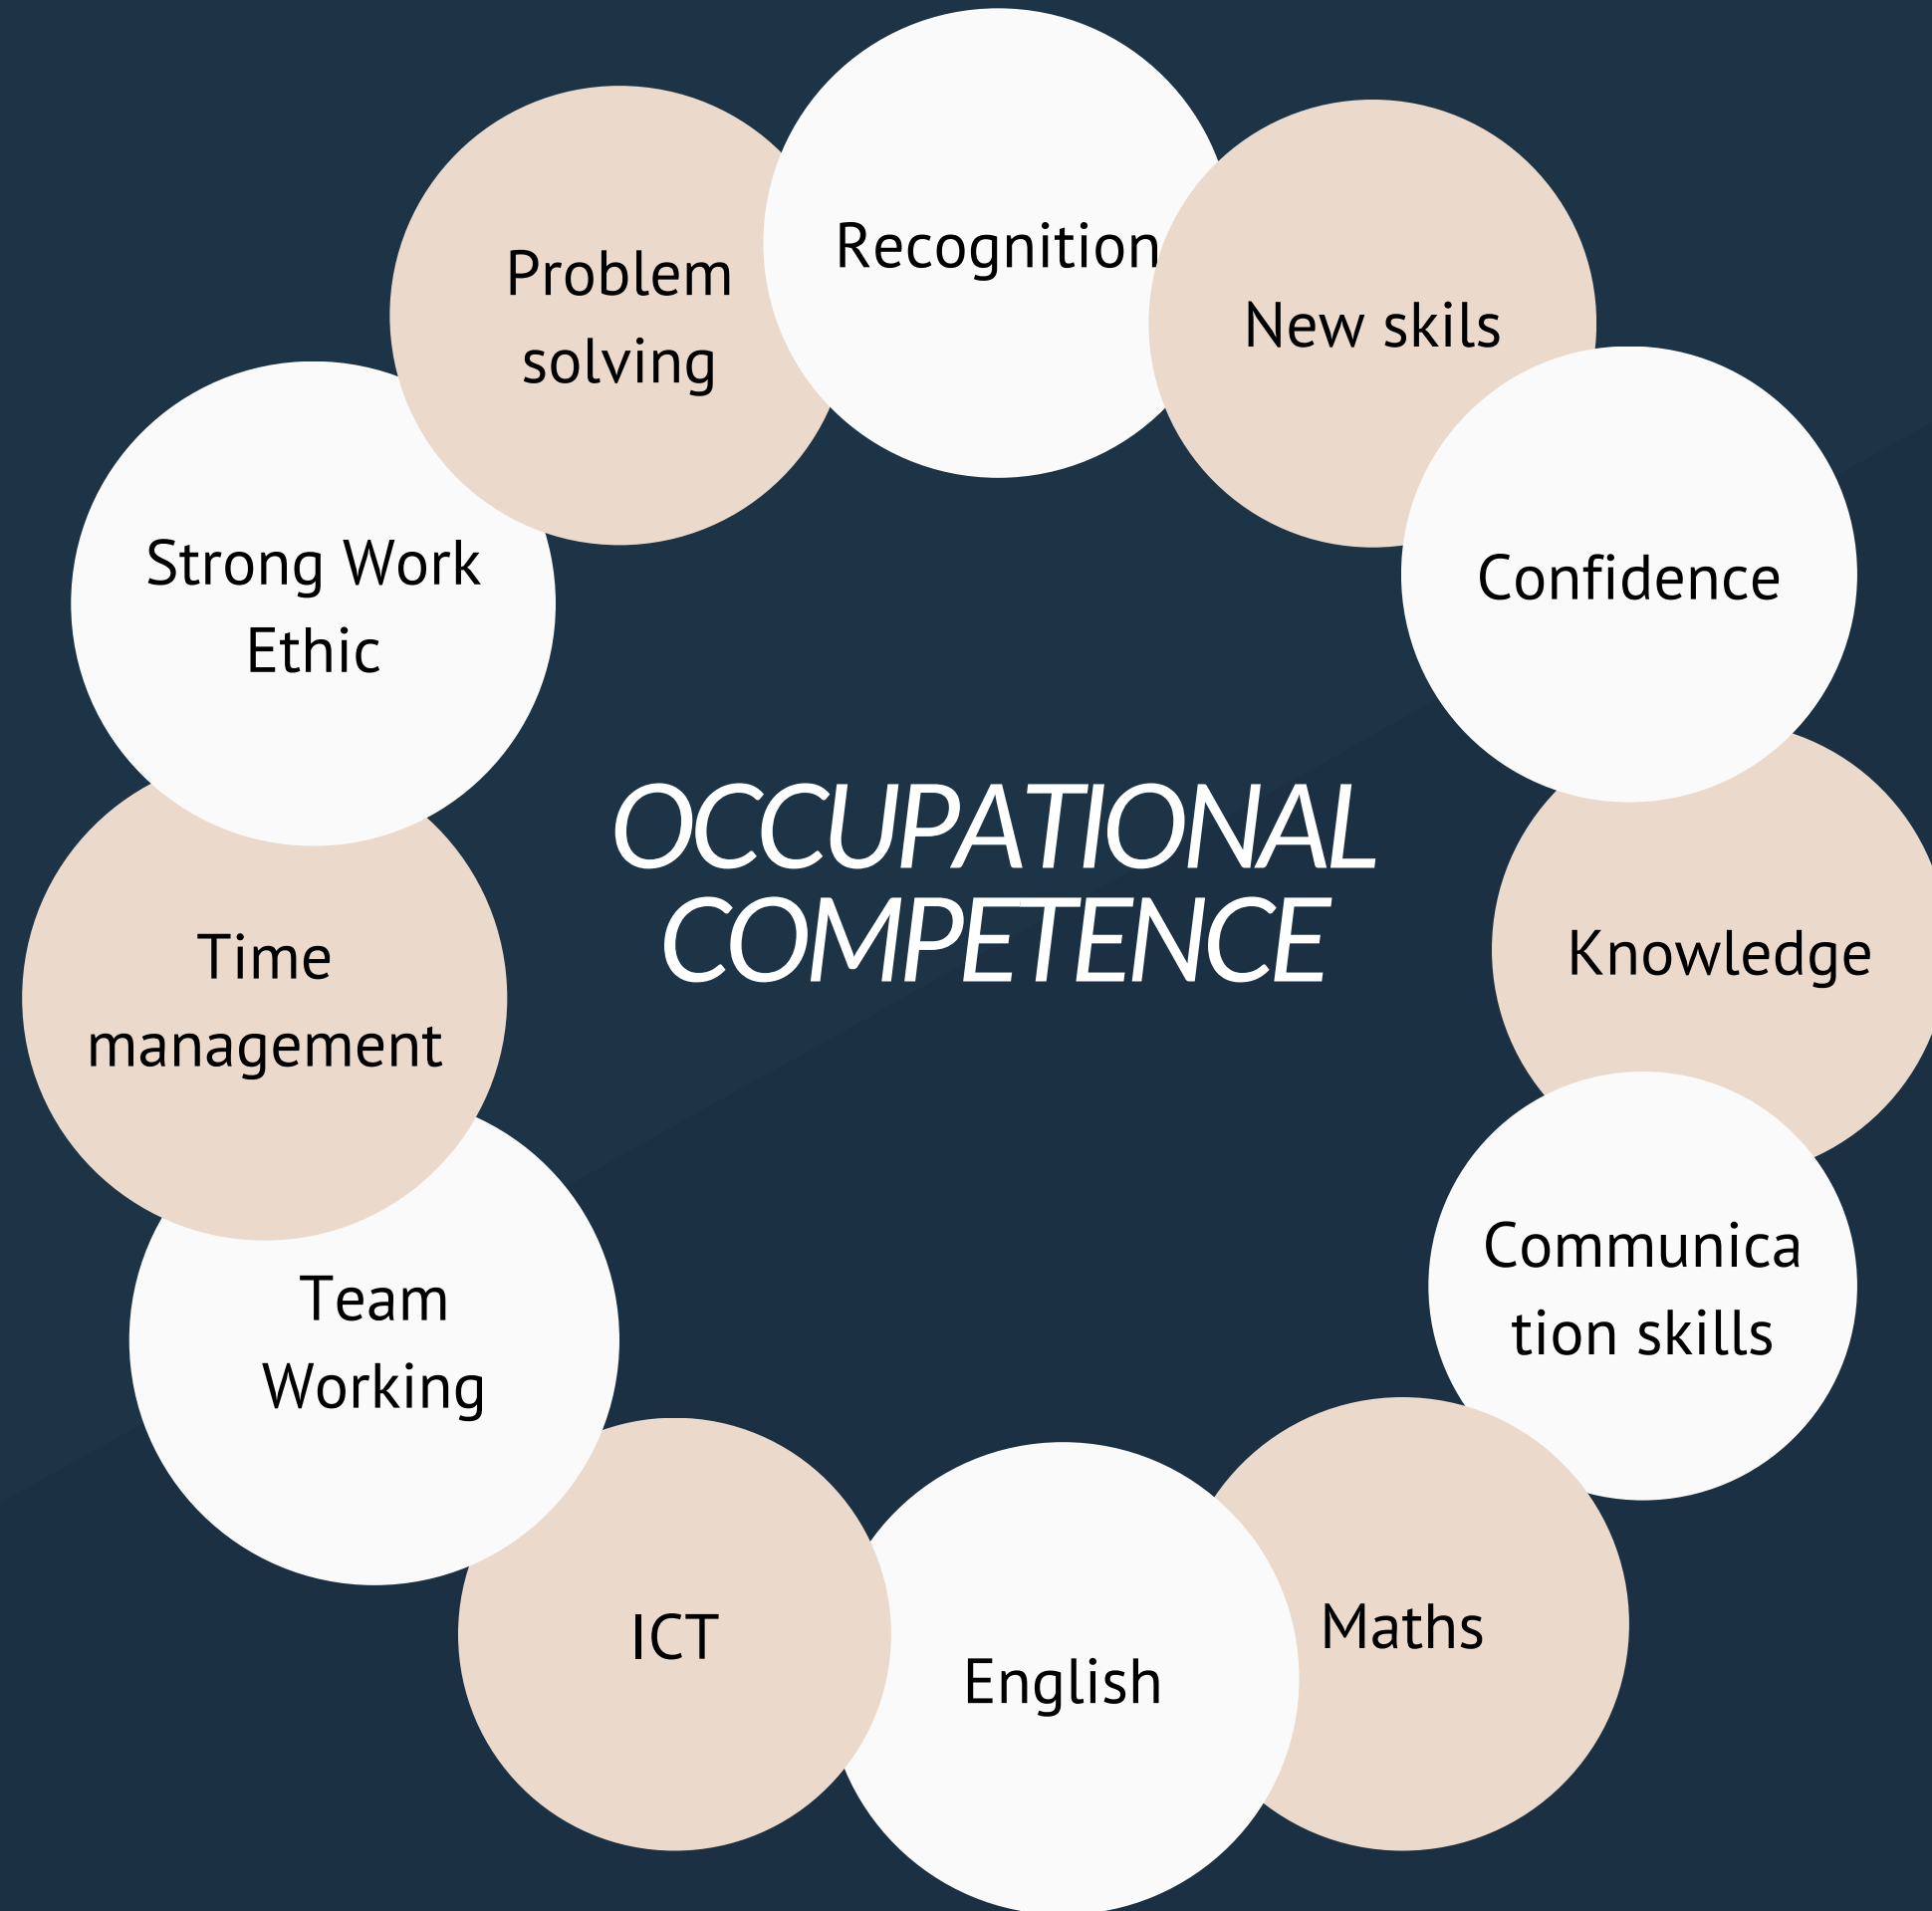 Recognition
New skils
Confidence
Knowledge
Communica
tion skills
Maths
English
ICT
Team
Working
Time
management
Strong Work
Ethic
Problem
solving
OCCUPATIONAL
COMPETENCE